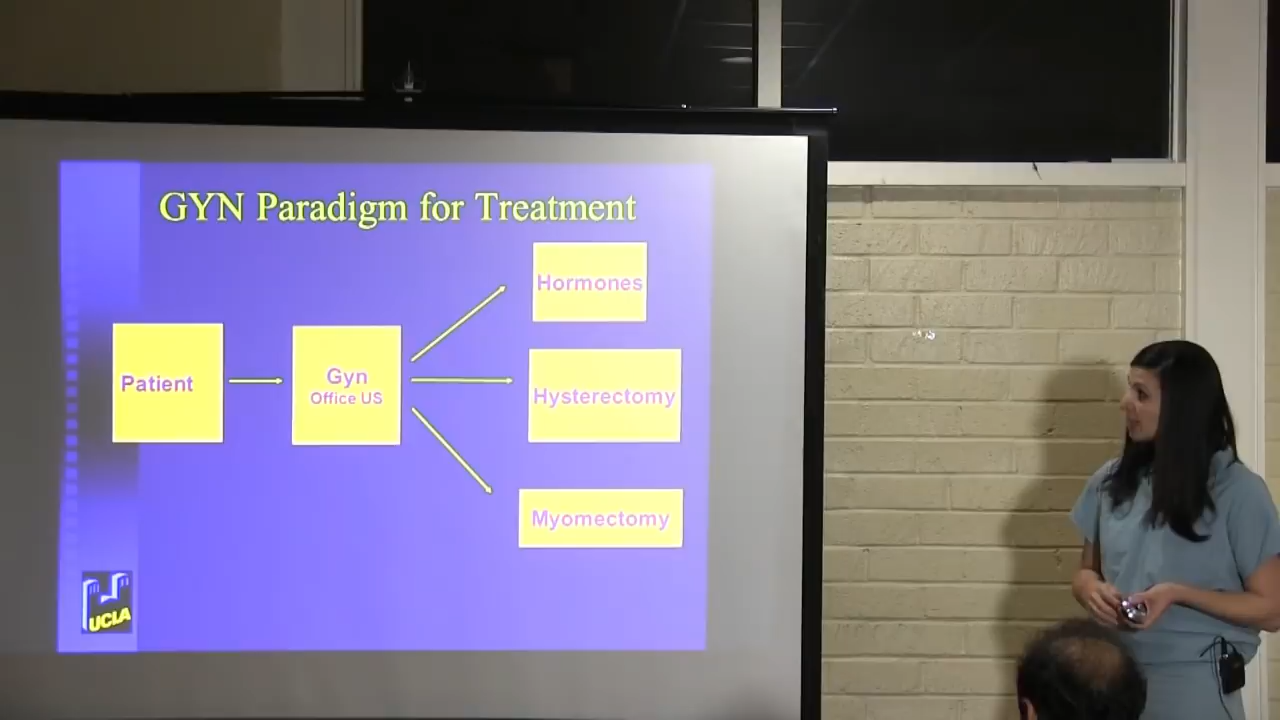 GYN Paradigm for Treatment
Hormones
Patient
Gyn
Office US
Hysterectomy
Myomectomy
UCLA